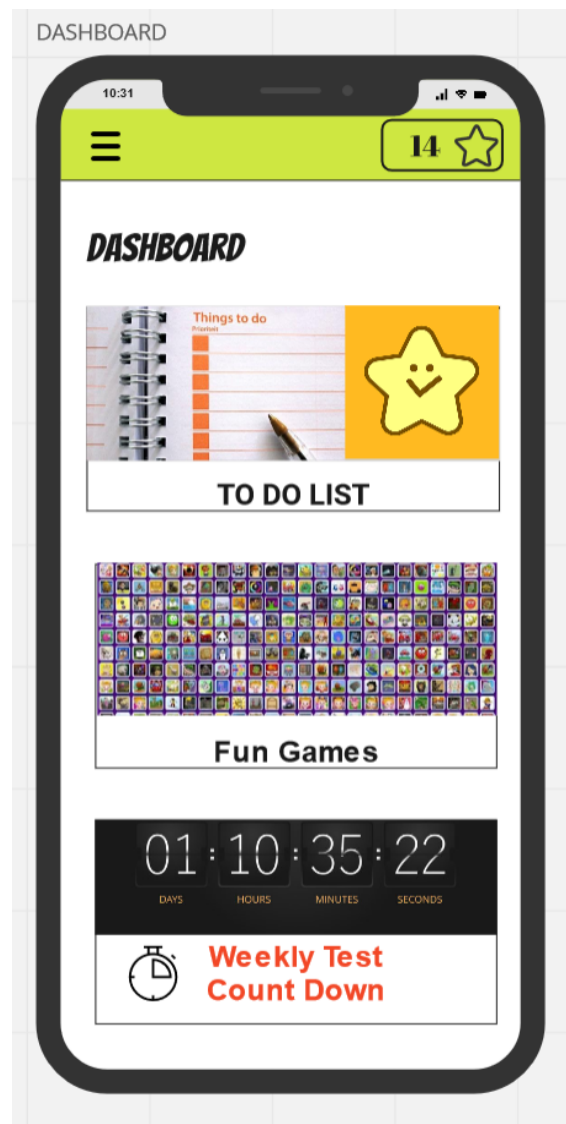 DASHBOARD
10:31
14
DASHBOARD
Things to do
Priorities
TO DO LIST
Fun Games
01 : 10 : 35 : 22
DAYS HOURS MINUTES SECONDS
Weekly Test
Count Down